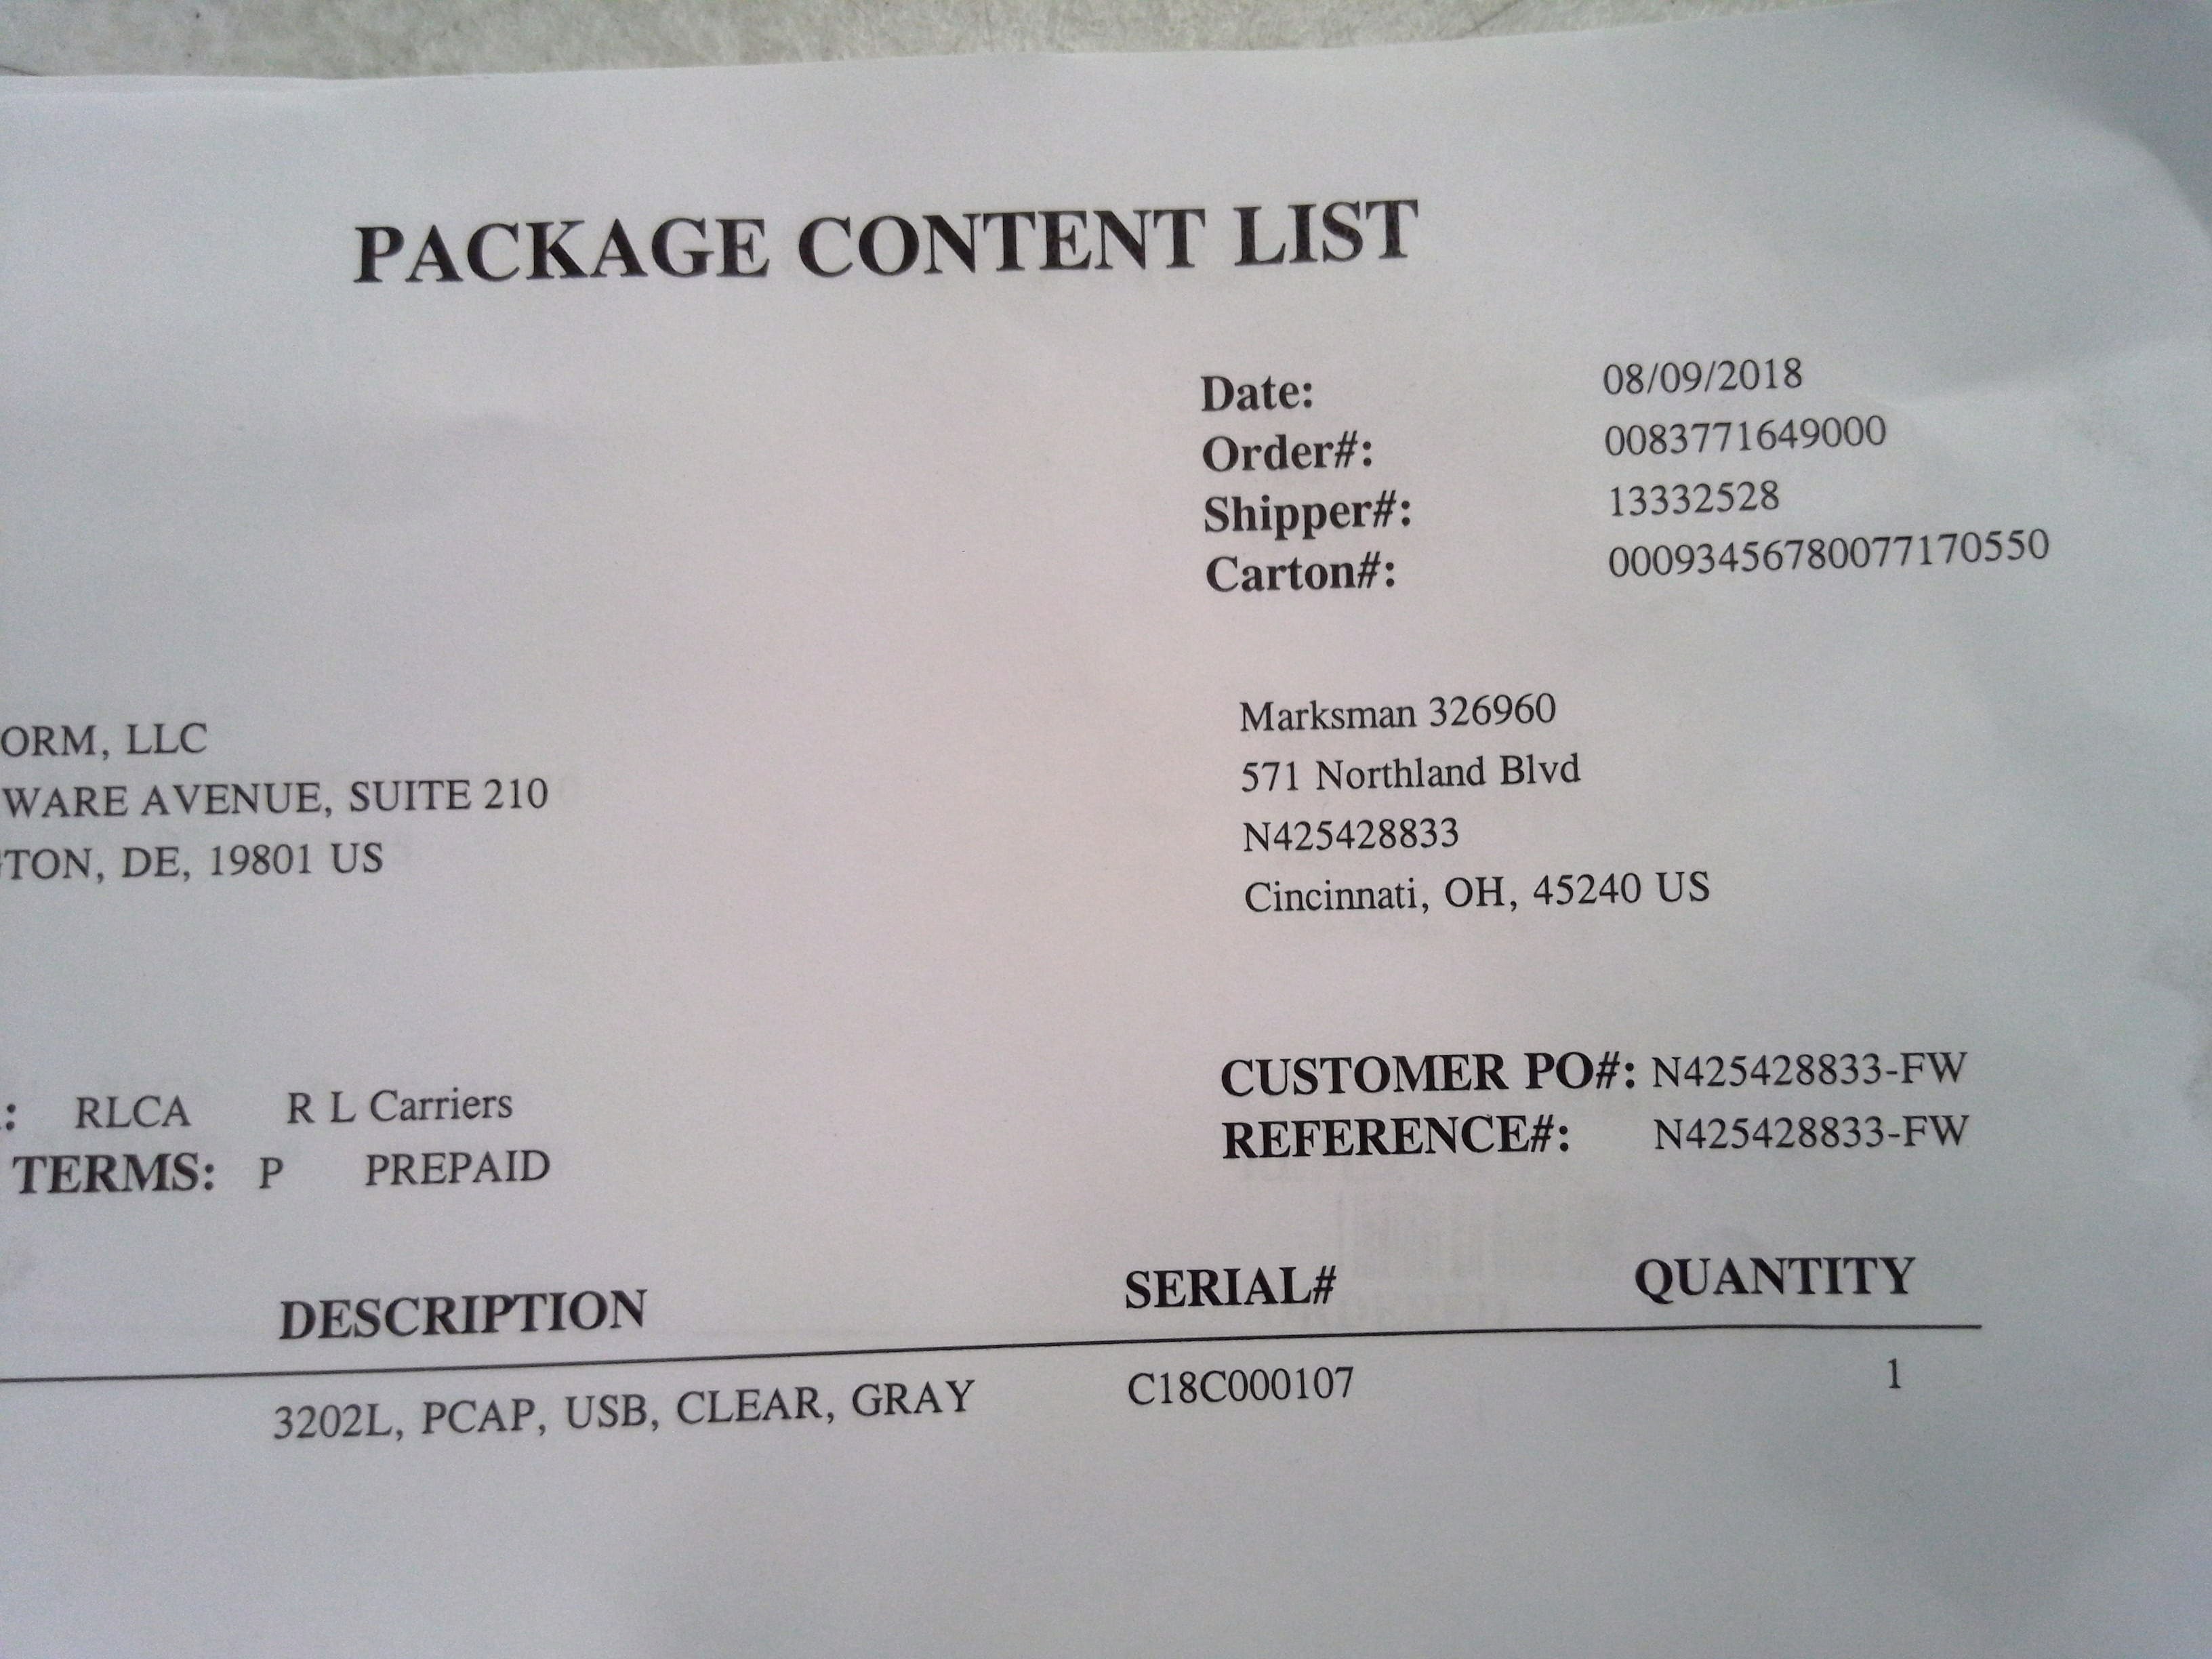 PACKAGE CONTENT LIST
Date: 08/09/2018
Order#: 0083771649000
Shipper#: 13332528
Carton#: 00093456780077170550
ORM, LLC
WARE AVENUE, SUITE 210
TON, DE, 19801 US
Marksman 326960
571 Northland Blvd
N425428833
Cincinnati, OH, 45240 US
: RLCA R L Carriers
TERMS: P PREPAID
CUSTOMER PO#: N425428833-FW
REFERENCE#: N425428833-FW
DESCRIPTION SERIAL# QUANTITY
3202L, PCAP, USB, CLEAR, GRAY C18C000107 1